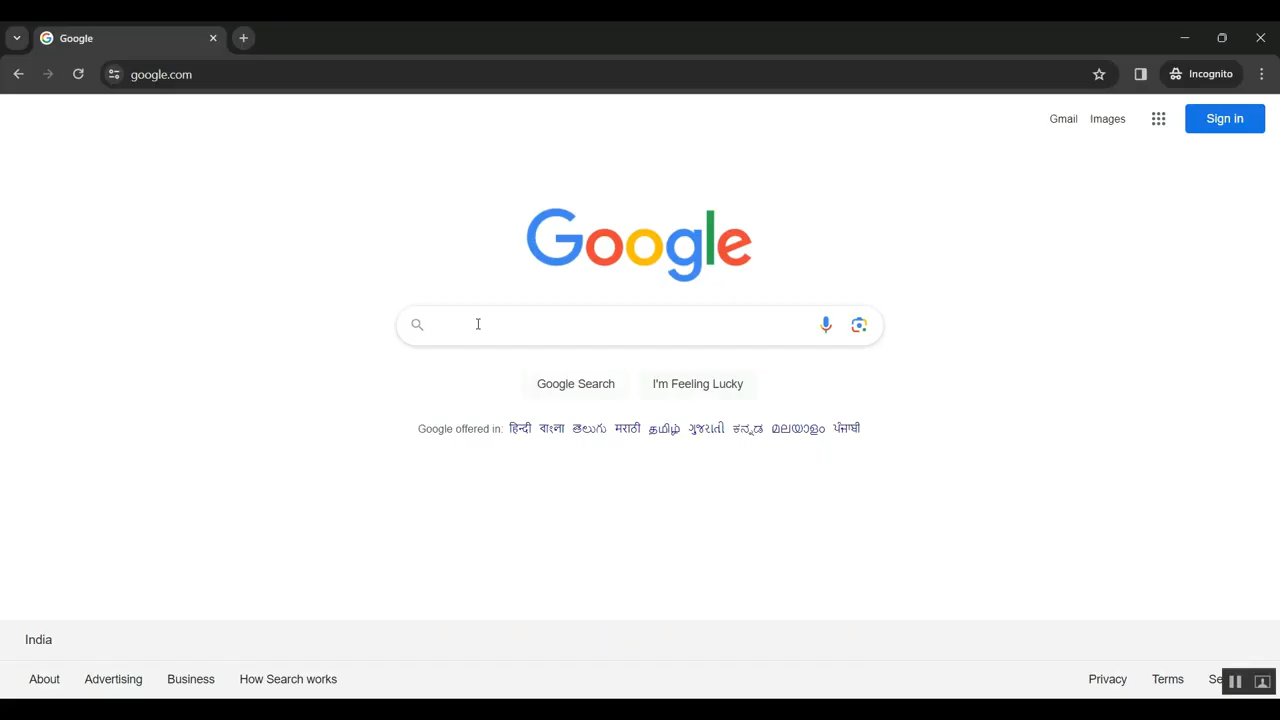 Google
google.com
Incognito
Gmail Images Sign in
Google
Google Search I'm Feeling Lucky
Google offered in: हिन्दी বাংলা తెలుగు मराठी தமிழ் ગુજરાતી ಕನ್ನಡ മലയാളം ਪੰਜਾਬੀ
India
About Advertising Business How Search works Privacy Terms Se